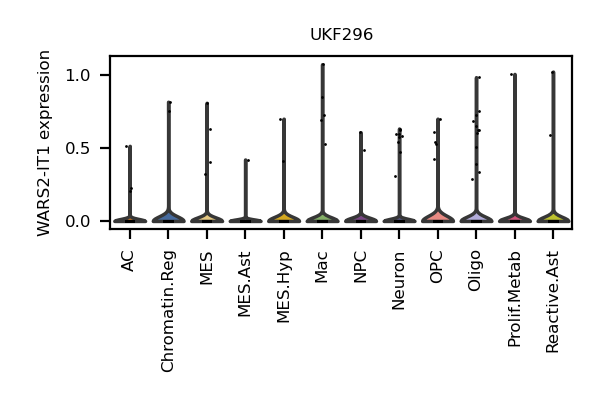 UKF296
WARS2-IT1 expression
1.0
0.5
0.0
AC
Chromatin.Reg
MES
MES.Ast
MES.Hyp
Mac
NPC
Neuron
OPC
Oligo
Prolif.Metab
Reactive.Ast